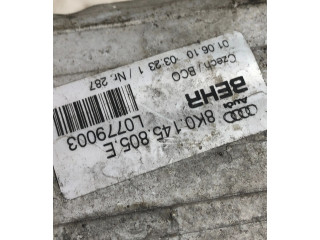 Audi
8K0.145.805.E
BEHR
L0779003
Czech / BCO
01 06 10 03:23 1 / Nr. 287